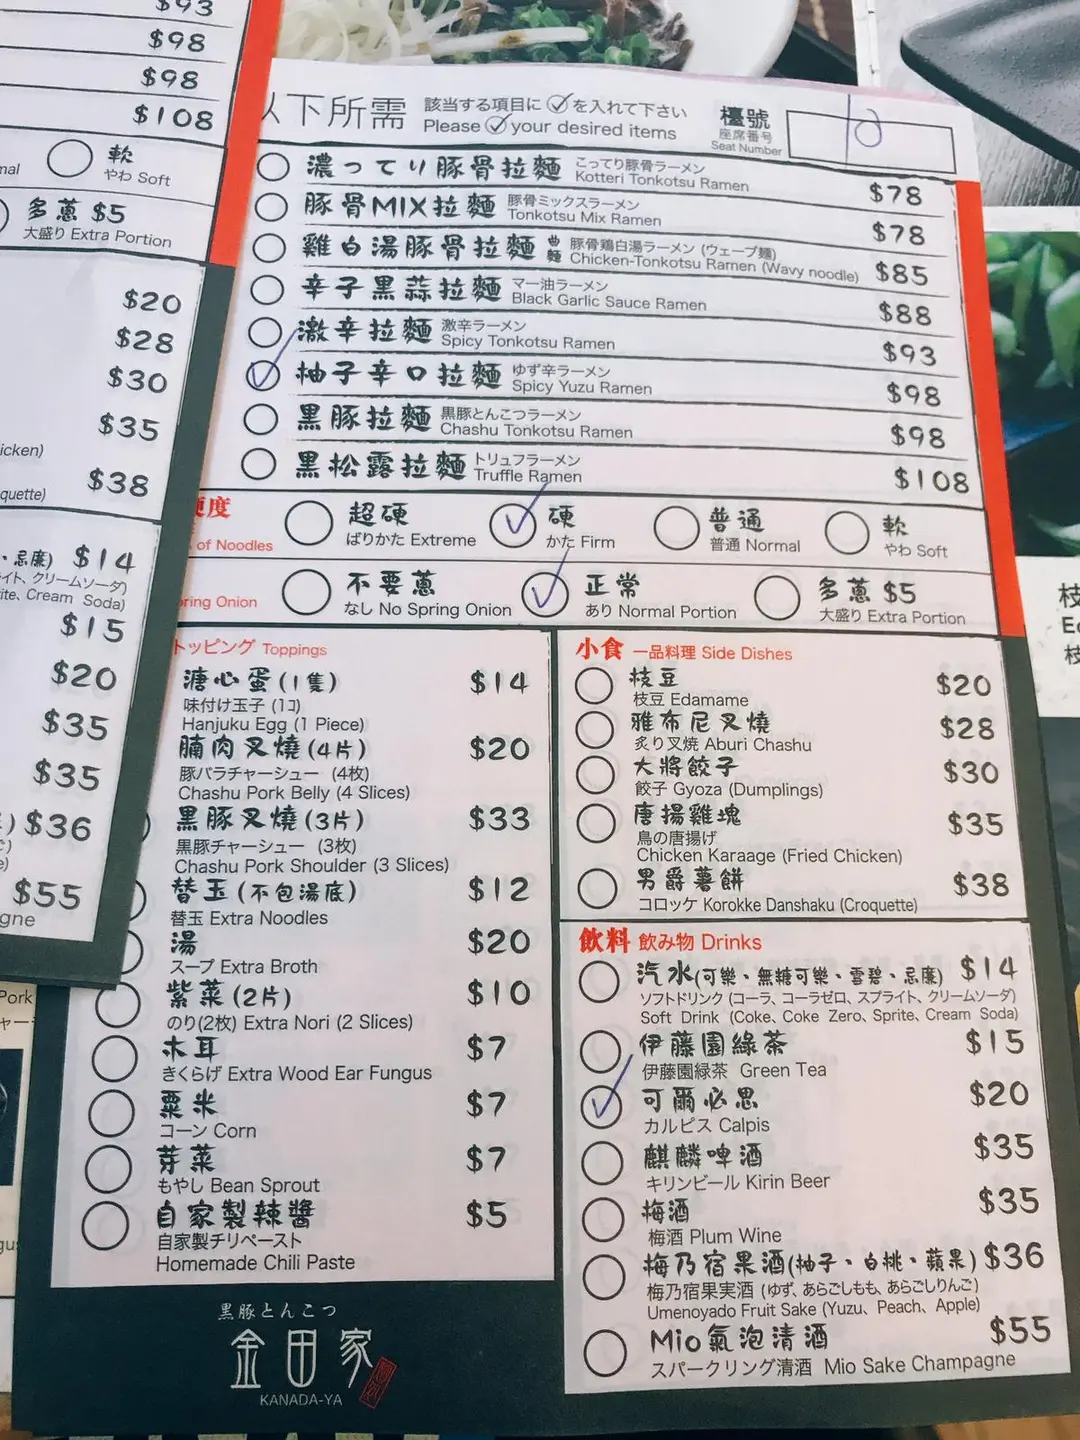 $93
$98
$98
$108
軟
やわ Soft
多蔥 $5
大盛り Extra Portion
$20
$28
$30
$35
$38
$14
$15
$20
$35
$35
$36
$55
以下所需
該当する項目に✓を入れて下さい
Please ✓ your desired items
檯號
座席番号
Seat Number
10
濃ってり豚骨拉麵 こってり豚骨ラーメン Kotteri Tonkotsu Ramen $78
豚骨MIX拉麵 豚骨ミックスラーメン Tonkotsu Mix Ramen $78
雞白湯豚骨拉麵 曲麵 豚骨鶏白湯ラーメン (ウェーブ麺) Chicken-Tonkotsu Ramen (Wavy noodle) $85
辛子黑蒜拉麵 マー油ラーメン Black Garlic Sauce Ramen $88
激辛拉麵 激辛ラーメン Spicy Tonkotsu Ramen $93
柚子辛口拉麵 ゆず辛ラーメン Spicy Yuzu Ramen $98
黑豚拉麵 黒豚とんこつラーメン Chashu Tonkotsu Ramen $98
黑松露拉麵 トリュフラーメン Truffle Ramen $108
硬度
of Noodles
超硬
ばりかた Extreme
硬
かた Firm
普通
普通 Normal
軟
やわ Soft
ring Onion
不要蔥
なし No Spring Onion
正常
あり Normal Portion
多蔥 $5
大盛り Extra Portion
トッピング Toppings
溏心蛋(1隻) $14
味付け玉子 (1コ)
Hanjuku Egg (1 Piece)
腩肉叉燒(4片) $20
豚バラチャーシュー (4枚)
Chashu Pork Belly (4 Slices)
黑豚叉燒(3片) $33
黒豚チャーシュー (3枚)
Chashu Pork Shoulder (3 Slices)
替玉(不包湯底) $12
替玉 Extra Noodles
湯 $20
スープ Extra Broth
紫菜(2片) $10
のり(2枚) Extra Nori (2 Slices)
木耳 $7
きくらげ Extra Wood Ear Fungus
粟米 $7
コーン Corn
芽菜 $7
もやし Bean Sprout
自家製辣醬 $5
自家製チリペースト
Homemade Chili Paste
小食 一品料理 Side Dishes
枝豆 $20
枝豆 Edamame
雅布尼叉燒 $28
炙り叉焼 Aburi Chashu
大將餃子 $30
餃子 Gyoza (Dumplings)
唐揚雞塊 $35
鳥の唐揚げ
Chicken Karaage (Fried Chicken)
男爵薯餅 $38
コロッケ Korokke Danshaku (Croquette)
飲料 飲み物 Drinks
汽水(可樂、無糖可樂、雪碧、忌廉) $14
ソフトドリンク (コーラ、コーラゼロ、スプライト、クリームソーダ)
Soft Drink (Coke、Coke Zero、Sprite、Cream Soda)
伊藤園綠茶 $15
伊藤園緑茶 Green Tea
可爾必思 $20
カルピス Calpis
麒麟啤酒 $35
キリンビール Kirin Beer
梅酒 $35
梅酒 Plum Wine
梅乃宿果酒(柚子、白桃、蘋果) $36
梅乃宿果実酒 (ゆず、あらごしもも、あらごしりんご)
Umenoyado Fruit Sake (Yuzu、Peach、Apple)
Mio氣泡清酒 $55
スパークリング清酒 Mio Sake Champagne
黒豚とんこつ
金田家
KANADA-YA